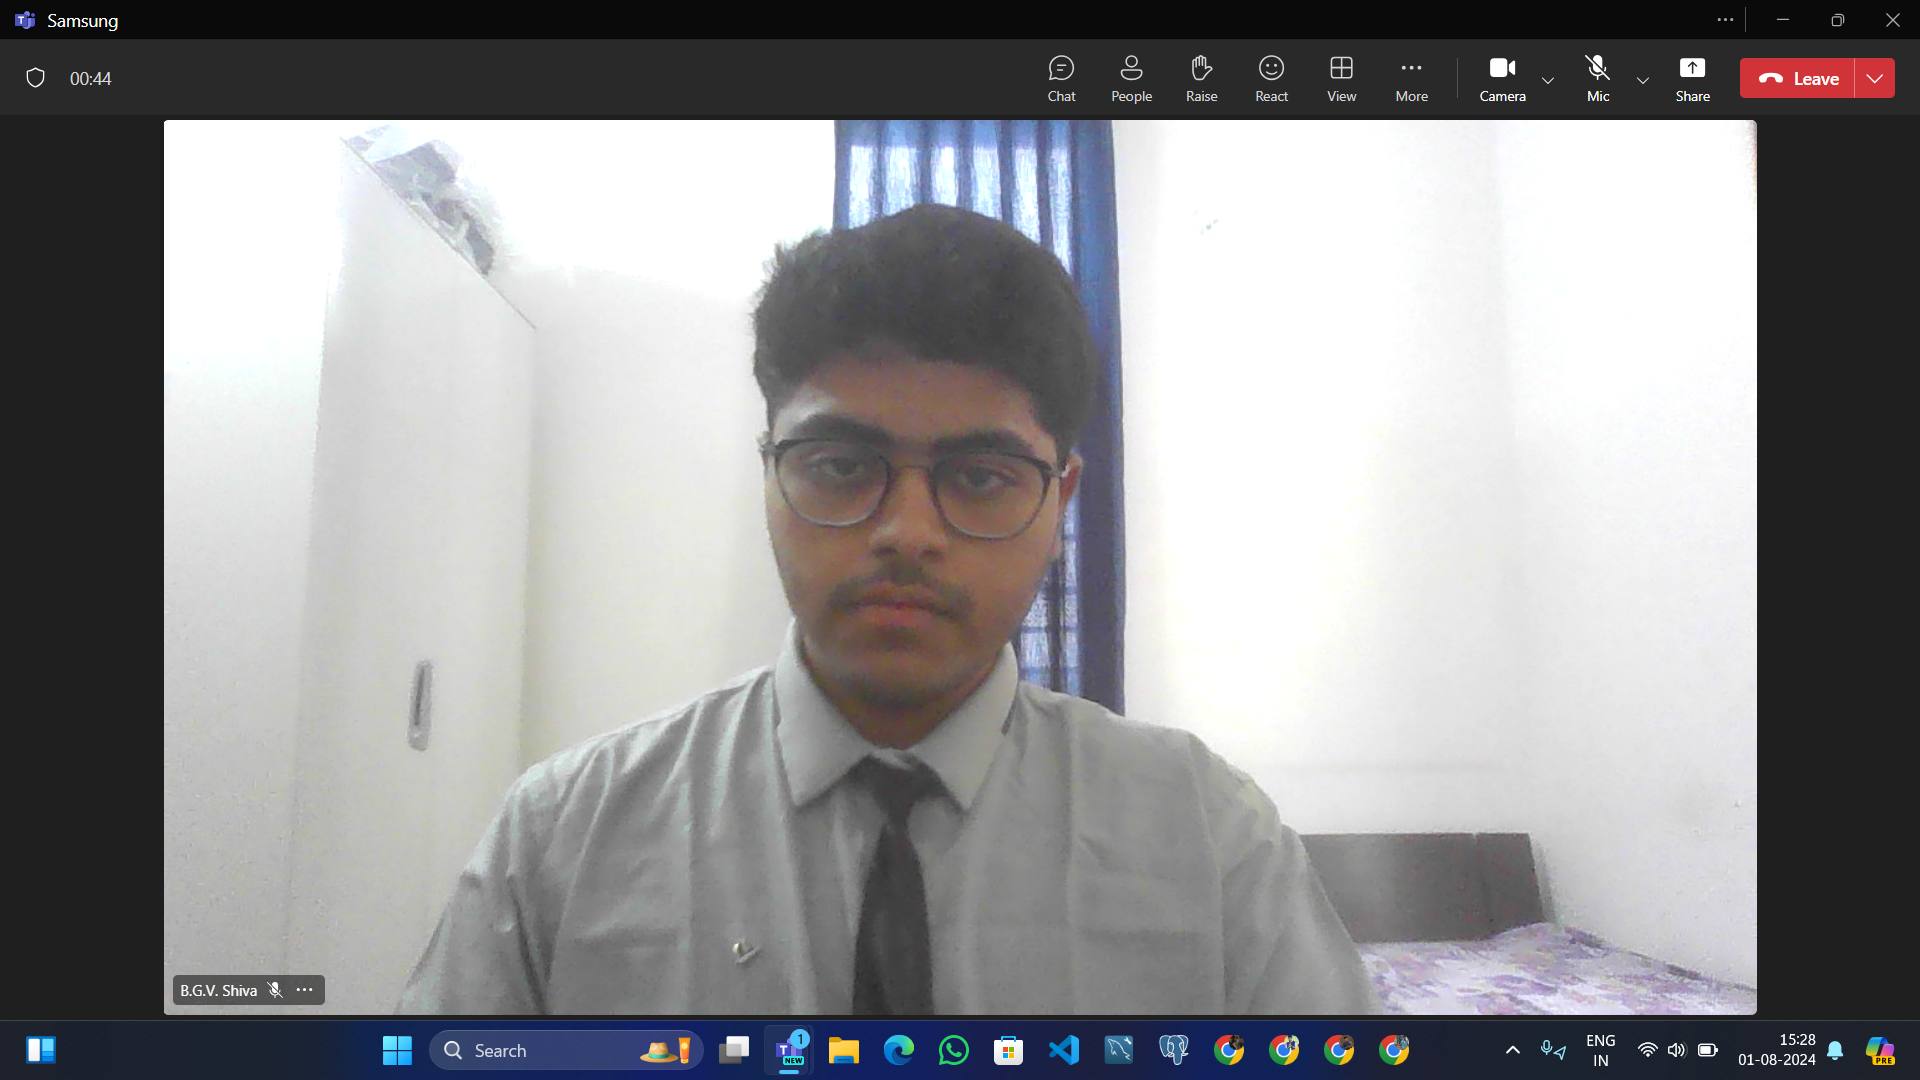 Samsung
00:44
Chat
People
Raise
React
View
More
Camera
Mic
Share
Leave
B.G.V. Shiva
Search
1
NEW
ENG
IN
15:28
01-08-2024
PRE